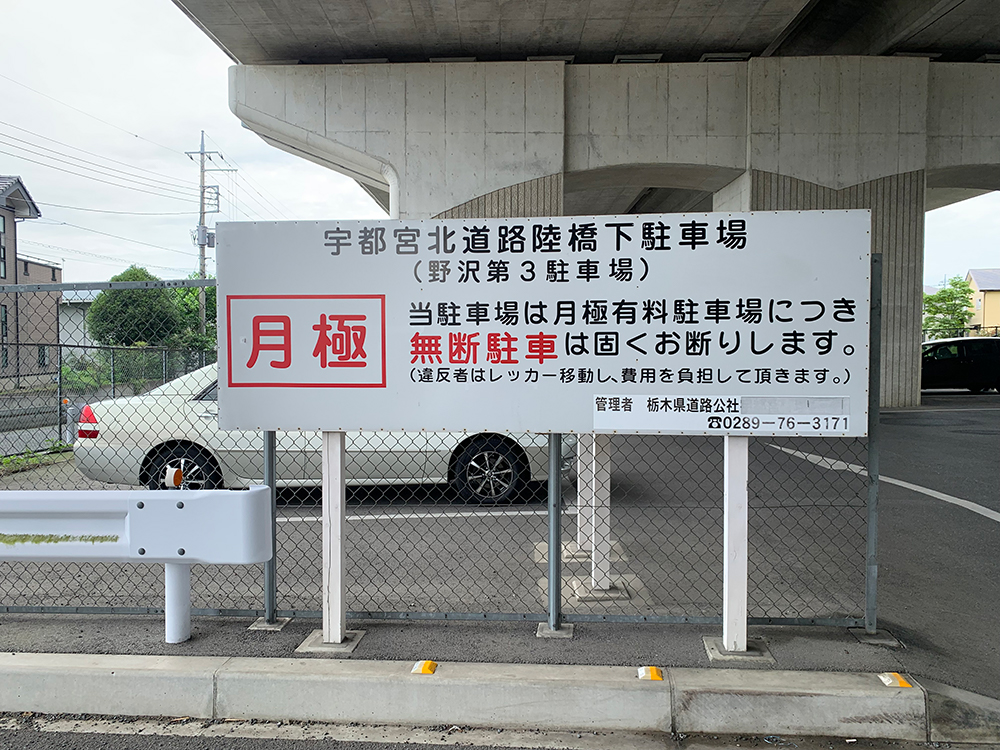 宇都宮北道路陸橋下駐車場
（野沢第3駐車場）
月極
当駐車場は月極有料駐車場につき
無断駐車は固くお断りします。
（違反者はレッカー移動し、費用を負担して頂きます。）
管理者　栃木県道路公社
☎0289－76－3171